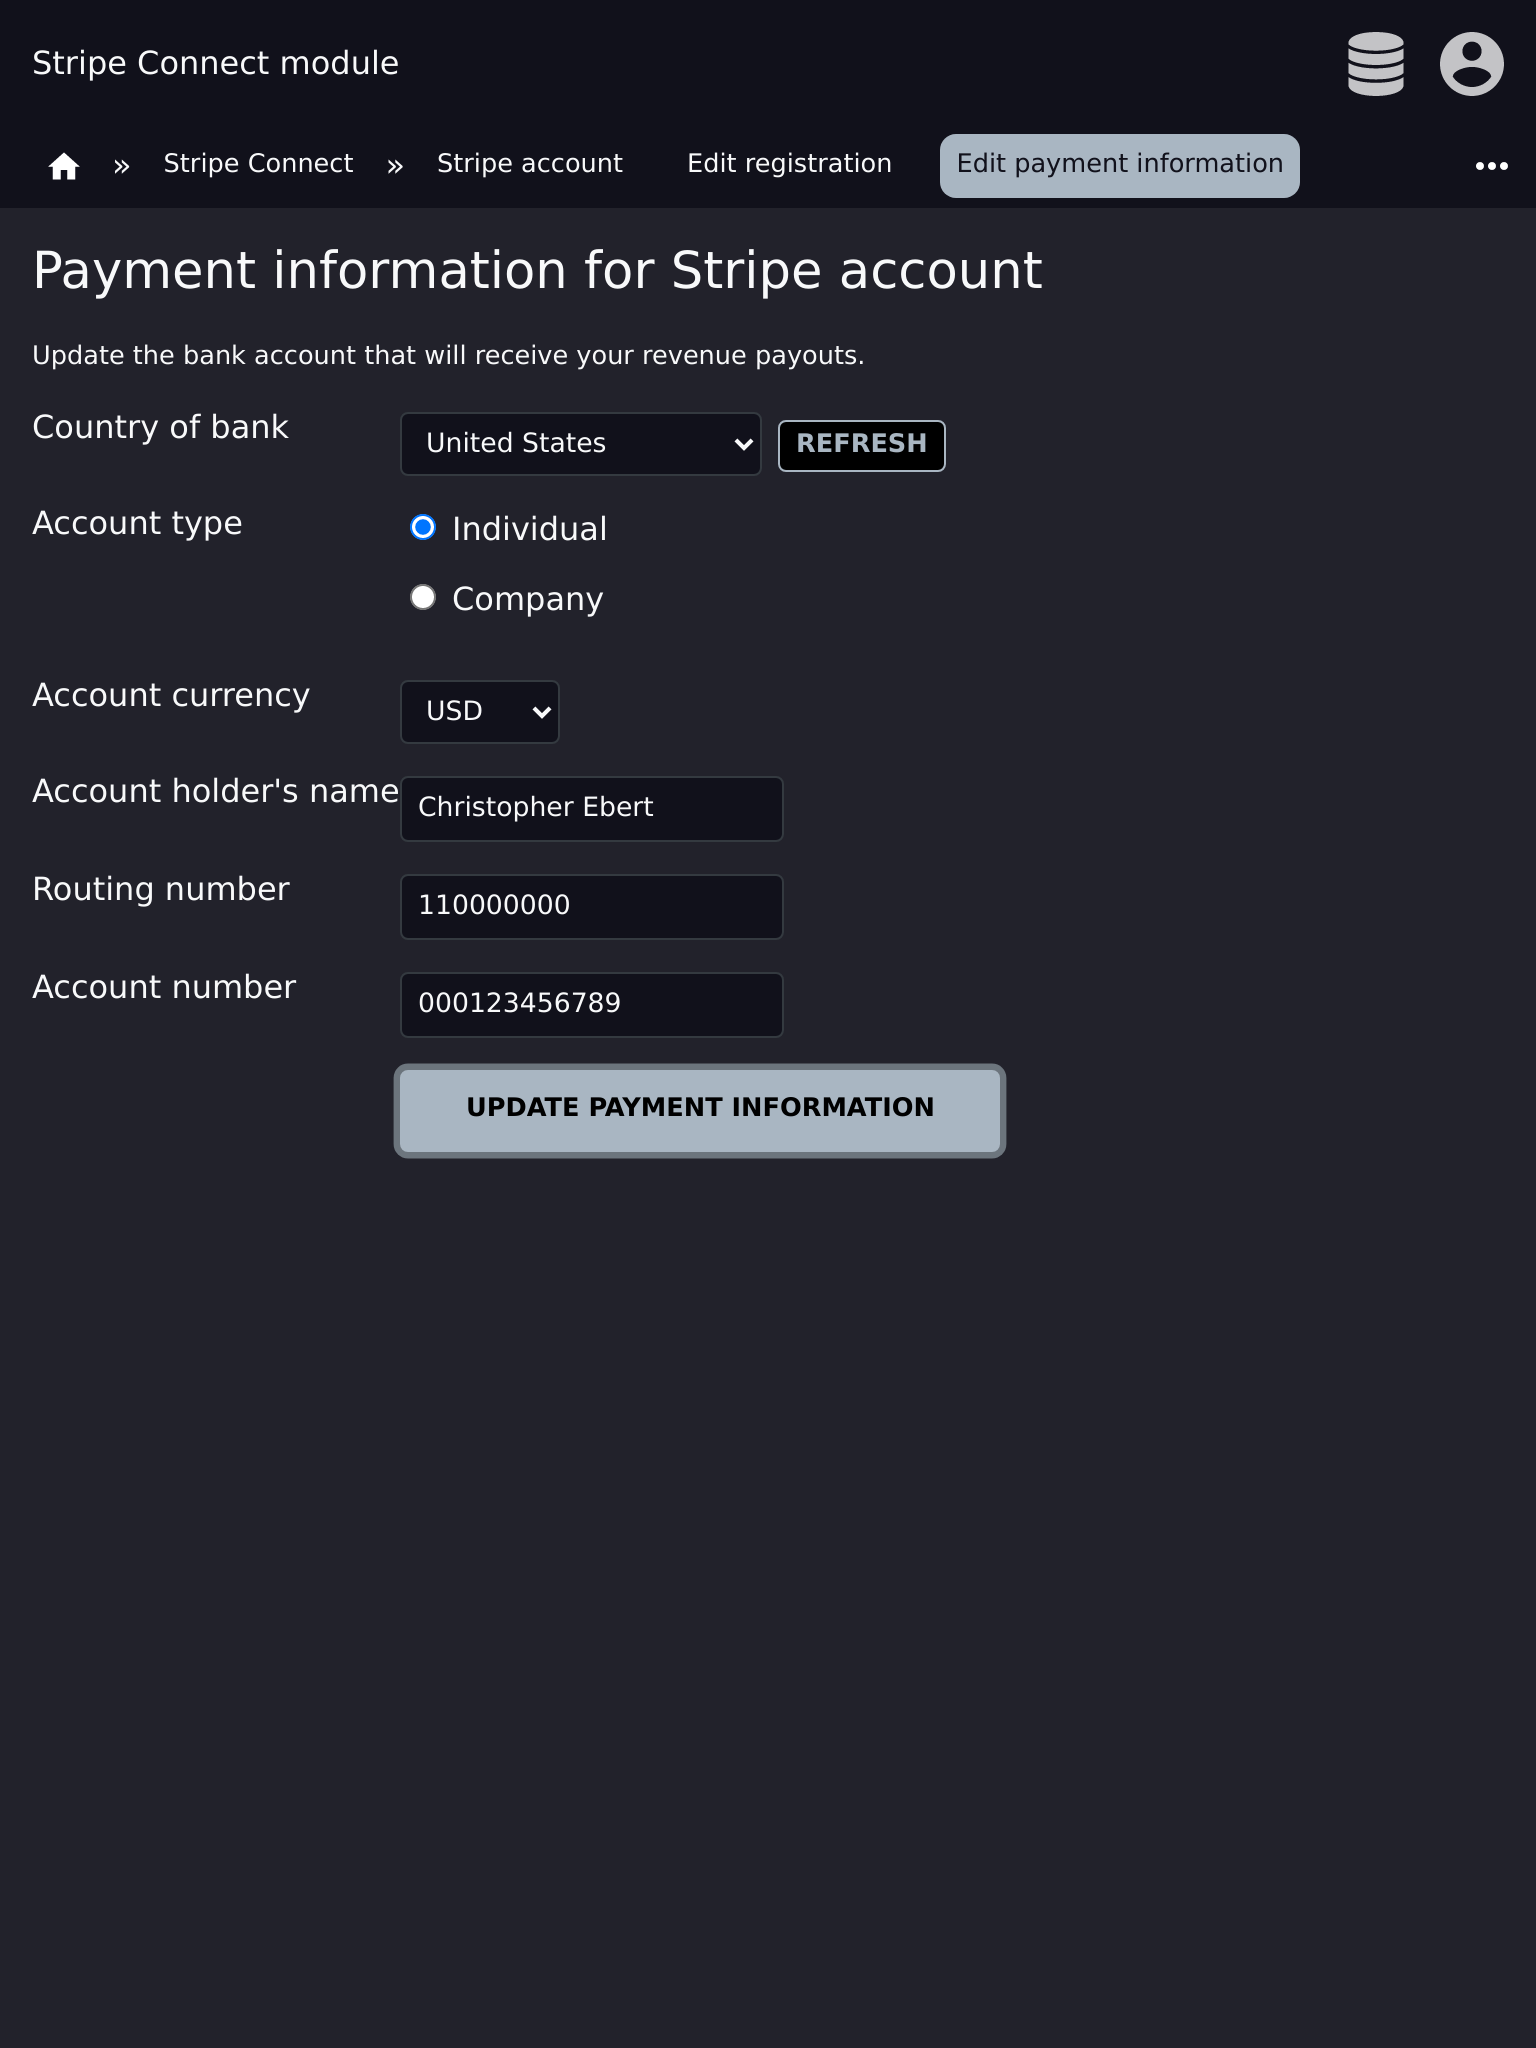 Stripe Connect module
» Stripe Connect » Stripe account Edit registration Edit payment information
Payment information for Stripe account
Update the bank account that will receive your revenue payouts.
Country of bank United States REFRESH
Account type Individual
Company
Account currency USD
Account holder's name Christopher Ebert
Routing number 110000000
Account number 000123456789
UPDATE PAYMENT INFORMATION